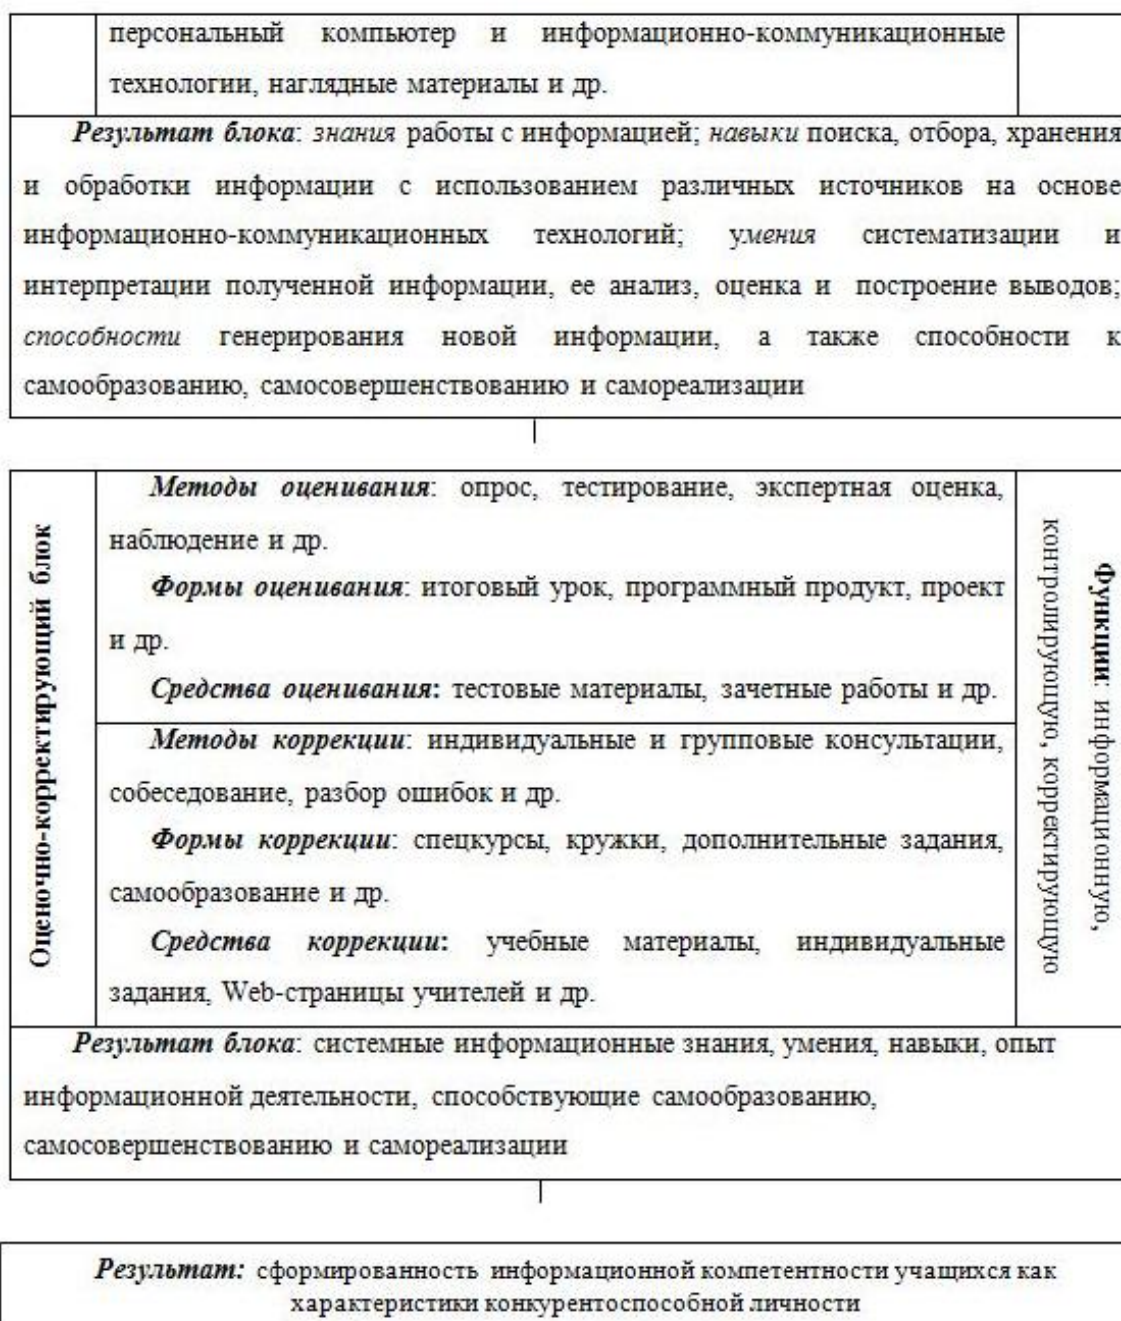 персональный компьютер и информационно-коммуникационные
технологии, наглядные материалы и др.
Результат блока: знания работы с информацией; навыки поиска, отбора, хранения
и обработки информации с использованием различных источников на основе
информационно-коммуникационных технологий; умения систематизации и
интерпретации полученной информации, ее анализ, оценка и построение выводов;
способности генерирования новой информации, а также способности к
самообразованию, самосовершенствованию и самореализации
Оценочно-корректирующий блок
Методы оценивания: опрос, тестирование, экспертная оценка,
наблюдение и др.
Формы оценивания: итоговый урок, программный продукт, проект
и др.
Средства оценивания: тестовые материалы, зачетные работы и др.
Методы коррекции: индивидуальные и групповые консультации,
собеседование, разбор ошибок и др.
Формы коррекции: спецкурсы, кружки, дополнительные задания,
самообразование и др.
Средства коррекции: учебные материалы, индивидуальные
задания, Web-страницы учителей и др.
Функции: информационную,
контролирующую, корректирующую
Результат блока: системные информационные знания, умения, навыки, опыт
информационной деятельности, способствующие самообразованию,
самосовершенствованию и самореализации
Результат: сформированность информационной компетентности учащихся как
характеристики конкурентоспособной личности